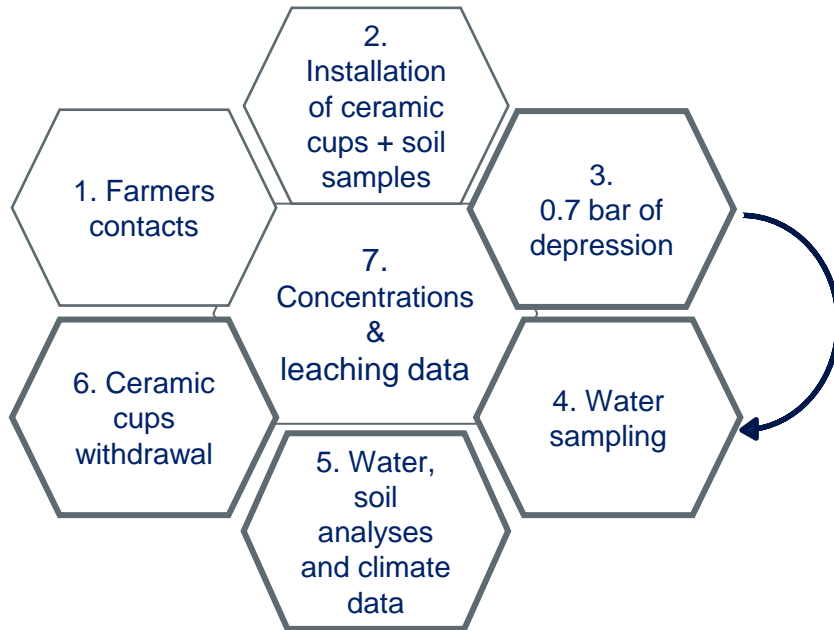 1. Farmers
contacts
2.
Installation
of ceramic
cups + soil
samples
3.
0.7 bar of
depression
4. Water
sampling
5. Water,
soil
analyses
and climate
data
6. Ceramic
cups
withdrawal
7.
Concentrations
&
leaching data